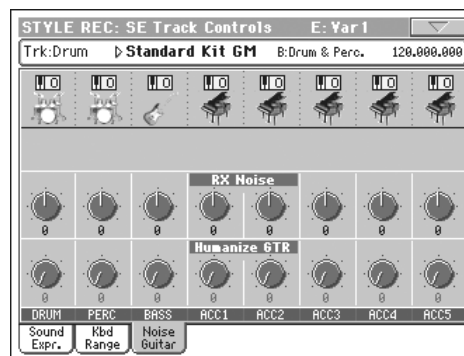 STYLE REC: SE Track Controls E: Var1
Trk:Drum Standard Kit GM B:Drum & Perc. 120.000.000
RX Noise
0 0 0 0 0 0 0 0
Humanize GTR
0 0 0 0 0 0 0 0
DRUM PERC BASS ACC1 ACC2 ACC3 ACC4 ACC5
Sound Expr. Kbd Range Noise Guitar